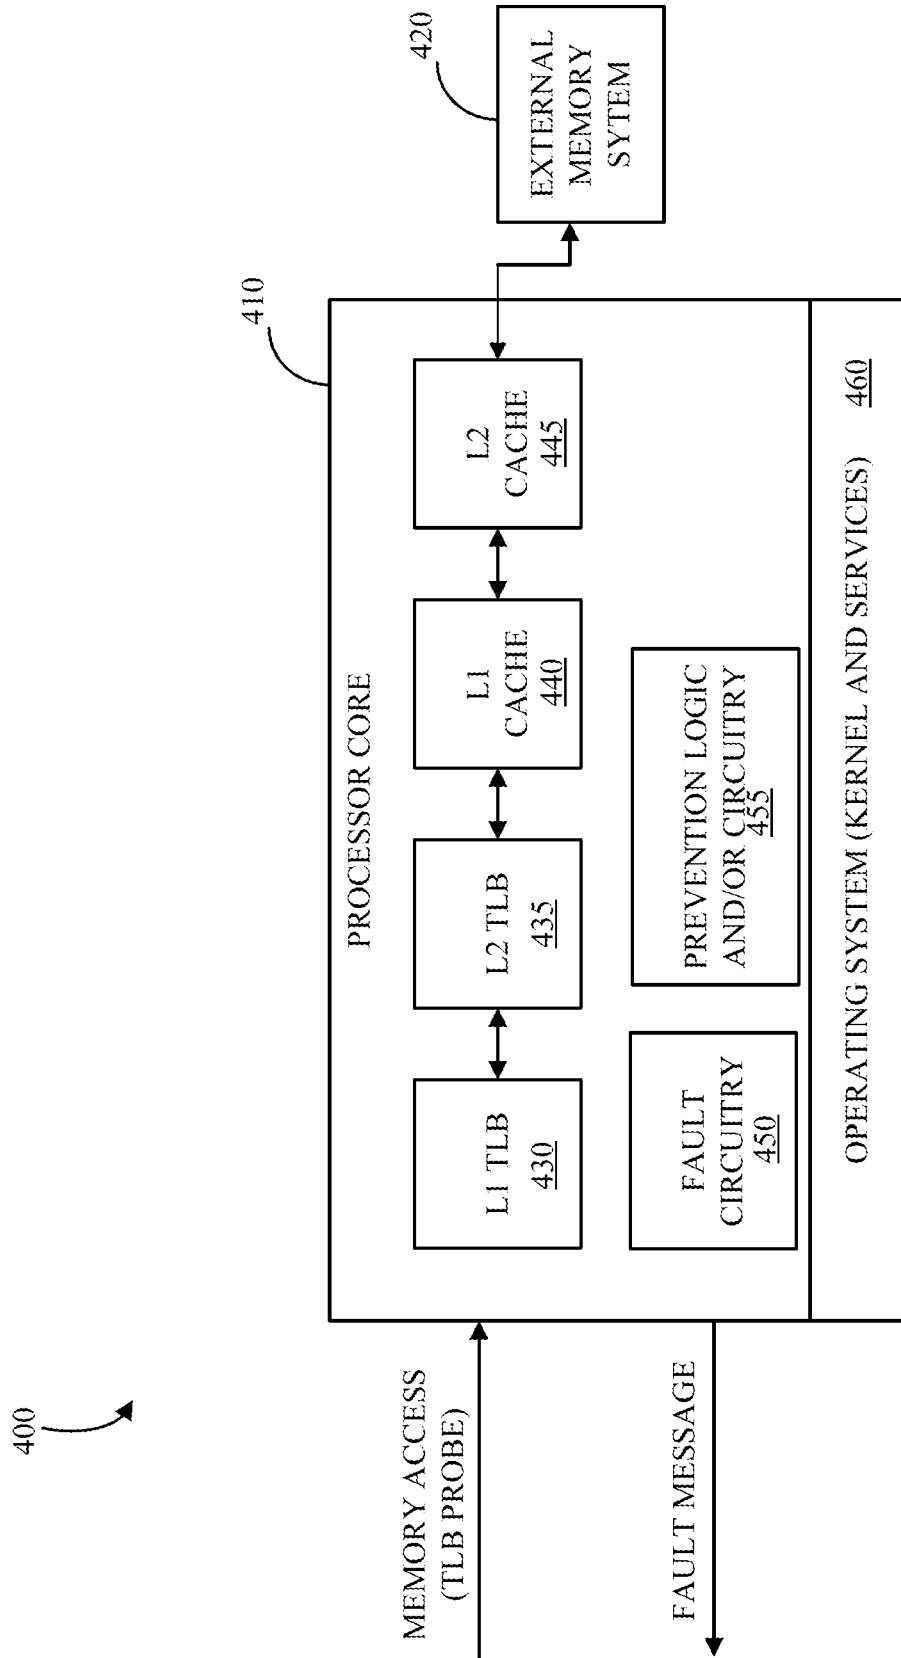 400
MEMORY ACCESS
(TLB PROBE)
FAULT MESSAGE
410
PROCESSOR CORE
L1 TLB
430
L2 TLB
435
L1
CACHE
440
L2
CACHE
445
FAULT
CIRCUITRY
450
PREVENTION LOGIC
AND/OR CIRCUITRY
455
OPERATING SYSTEM (KERNEL AND SERVICES) 460
420
EXTERNAL
MEMORY
SYTEM